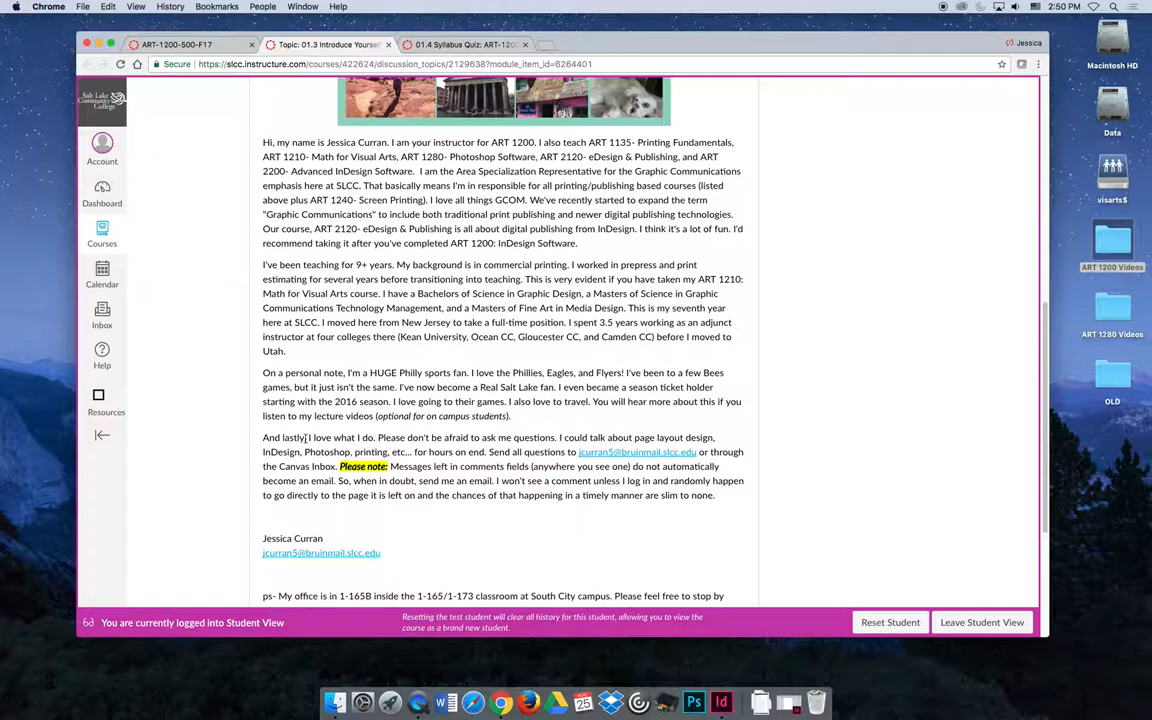 Chrome File Edit View History Bookmarks People Window Help 2:50 PM
ART-1200-500-F17 Topic: 01.3 Introduce Yourself 01.4 Syllabus Quiz: ART-120 Jessica
Secure https://slcc.instructure.com/courses/422624/discussion_topics/2129638?module_item_id=6264401
Salt Lake
Community
College
Account
Dashboard
Courses
Calendar
Inbox
Help
Resources
Hi, my name is Jessica Curran. I am your instructor for ART 1200. I also teach ART 1135- Printing Fundamentals,
ART 1210- Math for Visual Arts, ART 1280- Photoshop Software, ART 2120- eDesign & Publishing, and ART
2200- Advanced InDesign Software. I am the Area Specialization Representative for the Graphic Communications
emphasis here at SLCC. That basically means I'm in responsible for all printing/publishing based courses (listed
above plus ART 1240- Screen Printing). I love all things GCOM. We've recently started to expand the term
"Graphic Communications" to include both traditional print publishing and newer digital publishing technologies.
Our course, ART 2120- eDesign & Publishing is all about digital publishing from InDesign. I think it's a lot of fun. I'd
recommend taking it after you've completed ART 1200: InDesign Software.
I've been teaching for 9+ years. My background is in commercial printing. I worked in prepress and print
estimating for several years before transitioning into teaching. This is very evident if you have taken my ART 1210:
Math for Visual Arts course. I have a Bachelors of Science in Graphic Design, a Masters of Science in Graphic
Communications Technology Management, and a Masters of Fine Art in Media Design. This is my seventh year
here at SLCC. I moved here from New Jersey to take a full-time position. I spent 3.5 years working as an adjunct
instructor at four colleges there (Kean University, Ocean CC, Gloucester CC, and Camden CC) before I moved to
Utah.
On a personal note, I'm a HUGE Philly sports fan. I love the Phillies, Eagles, and Flyers! I've been to a few Bees
games, but it just isn't the same. I've now become a Real Salt Lake fan. I even became a season ticket holder
starting with the 2016 season. I love going to their games. I also love to travel. You will hear more about this if you
listen to my lecture videos (optional for on campus students).
And lastly, I love what I do. Please don't be afraid to ask me questions. I could talk about page layout design,
InDesign, Photoshop, printing, etc... for hours on end. Send all questions to jcurran5@bruinmail.slcc.edu or through
the Canvas Inbox. Please note: Messages left in comments fields (anywhere you see one) do not automatically
become an email. So, when in doubt, send me an email. I won't see a comment unless I log in and randomly happen
to go directly to the page it is left on and the chances of that happening in a timely manner are slim to none.
Jessica Curran
jcurran5@bruinmail.slcc.edu
ps- My office is in 1-165B inside the 1-165/1-173 classroom at South City campus. Please feel free to stop by
You are currently logged into Student View
Resetting the test student will clear all history for this student, allowing you to view the
course as a brand new student.
Reset Student
Leave Student View
Macintosh HD
Data
visarts$
ART 1200 Videos
ART 1280 Videos
OLD
AUG
25
Ps
Id